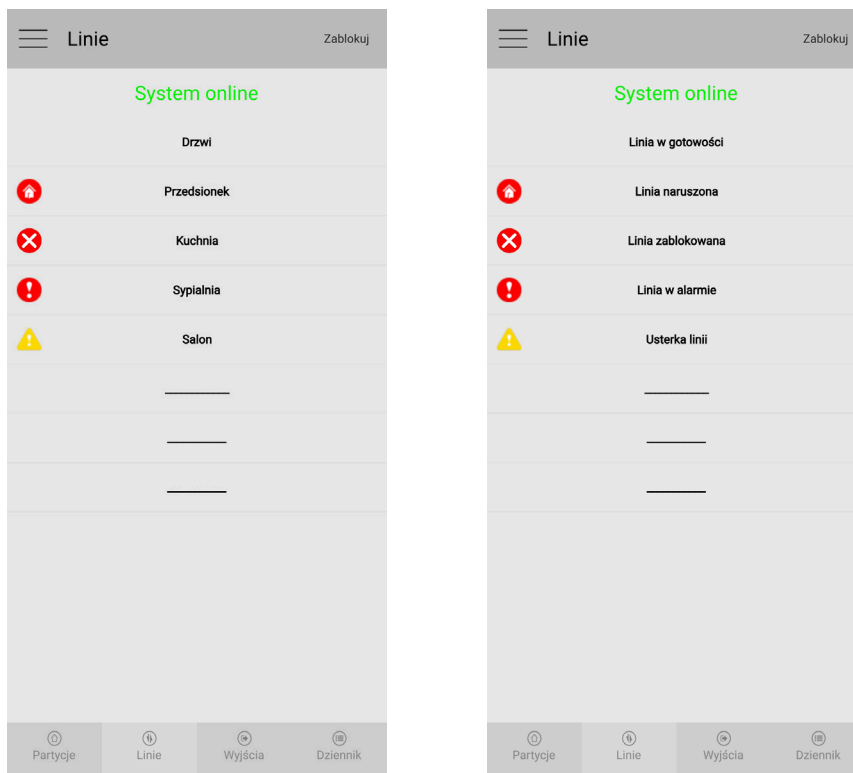 Linie
Zablokuj
System online
Drzwi
Przedsionek
Kuchnia
Sypialnia
Salon
Partycje
Linie
Wyjścia
Dziennik
Linie
Zablokuj
System online
Linia w gotowości
Linia naruszona
Linia zablokowana
Linia w alarmie
Usterka linii
Partycje
Linie
Wyjścia
Dziennik